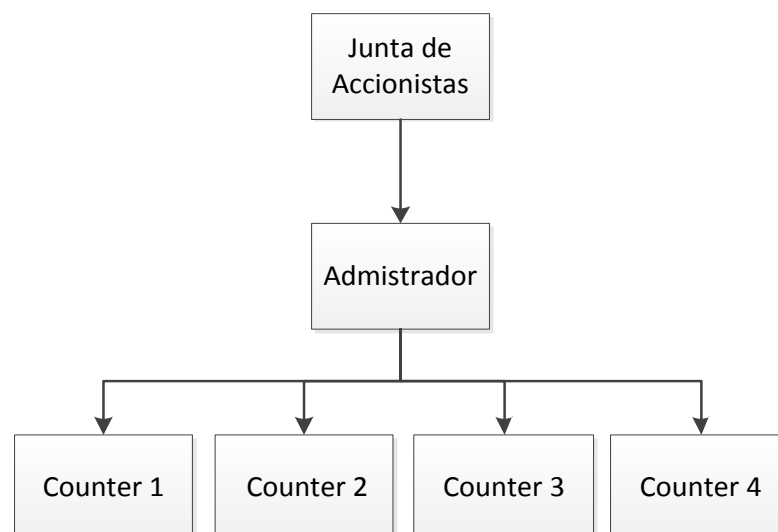 Junta de
Accionistas
Admistrador
Counter 1
Counter 2
Counter 3
Counter 4